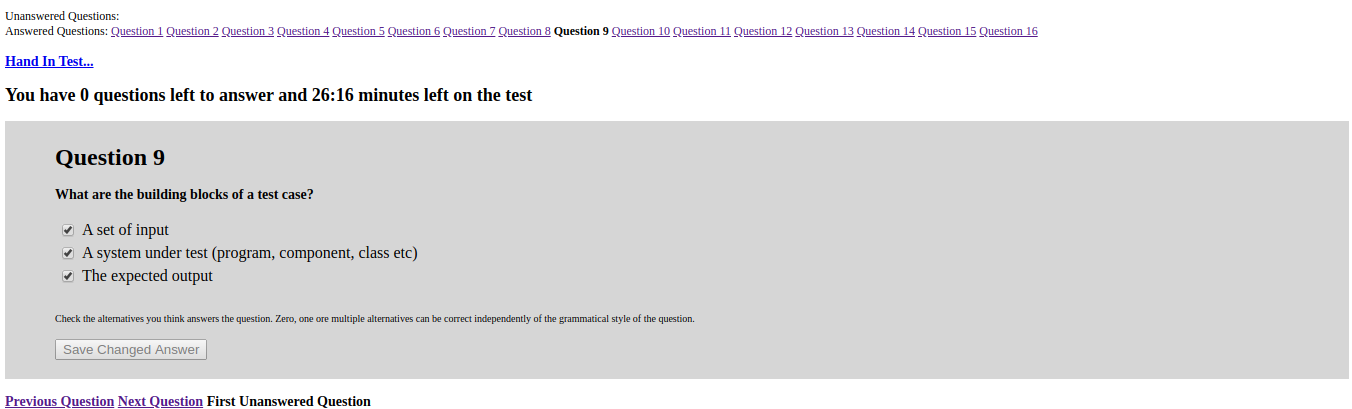 Unanswered Questions:
Answered Questions: Question 1 Question 2 Question 3 Question 4 Question 5 Question 6 Question 7 Question 8 Question 9 Question 10 Question 11 Question 12 Question 13 Question 14 Question 15 Question 16
Hand In Test...
You have 0 questions left to answer and 26:16 minutes left on the test
Question 9
What are the building blocks of a test case?
A set of input
A system under test (program, component, class etc)
The expected output
Check the alternatives you think answers the question. Zero, one ore multiple alternatives can be correct independently of the grammatical style of the question.
Save Changed Answer
Previous Question Next Question First Unanswered Question